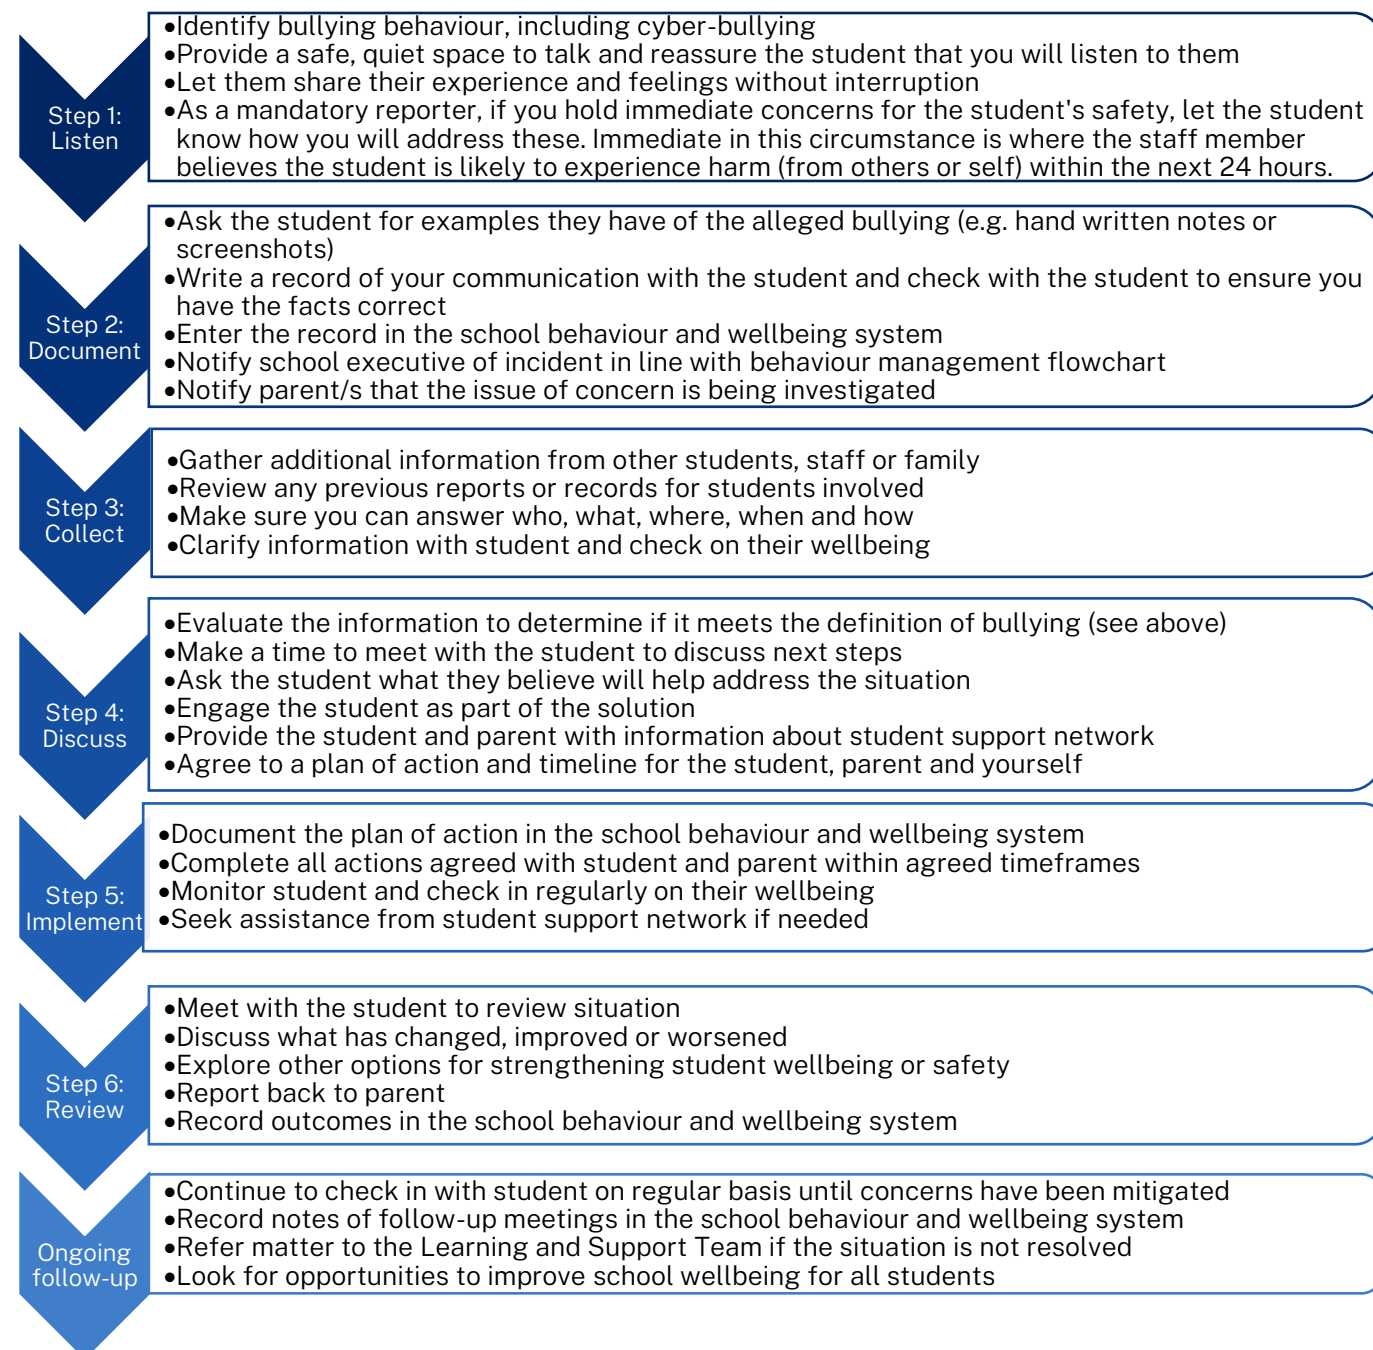 Step 1:
Listen
•Identify bullying behaviour, including cyber-bullying
•Provide a safe, quiet space to talk and reassure the student that you will listen to them
•Let them share their experience and feelings without interruption
•As a mandatory reporter, if you hold immediate concerns for the student's safety, let the student
know how you will address these. Immediate in this circumstance is where the staff member
believes the student is likely to experience harm (from others or self) within the next 24 hours.
Step 2:
Document
•Ask the student for examples they have of the alleged bullying (e.g. hand written notes or
screenshots)
•Write a record of your communication with the student and check with the student to ensure you
have the facts correct
•Enter the record in the school behaviour and wellbeing system
•Notify school executive of incident in line with behaviour management flowchart
•Notify parent/s that the issue of concern is being investigated
Step 3:
Collect
•Gather additional information from other students, staff or family
•Review any previous reports or records for students involved
•Make sure you can answer who, what, where, when and how
•Clarify information with student and check on their wellbeing
Step 4:
Discuss
•Evaluate the information to determine if it meets the definition of bullying (see above)
•Make a time to meet with the student to discuss next steps
•Ask the student what they believe will help address the situation
•Engage the student as part of the solution
•Provide the student and parent with information about student support network
•Agree to a plan of action and timeline for the student, parent and yourself
Step 5:
Implement
•Document the plan of action in the school behaviour and wellbeing system
•Complete all actions agreed with student and parent within agreed timeframes
•Monitor student and check in regularly on their wellbeing
•Seek assistance from student support network if needed
Step 6:
Review
•Meet with the student to review situation
•Discuss what has changed, improved or worsened
•Explore other options for strengthening student wellbeing or safety
•Report back to parent
•Record outcomes in the school behaviour and wellbeing system
Ongoing
follow-up
•Continue to check in with student on regular basis until concerns have been mitigated
•Record notes of follow-up meetings in the school behaviour and wellbeing system
•Refer matter to the Learning and Support Team if the situation is not resolved
•Look for opportunities to improve school wellbeing for all students